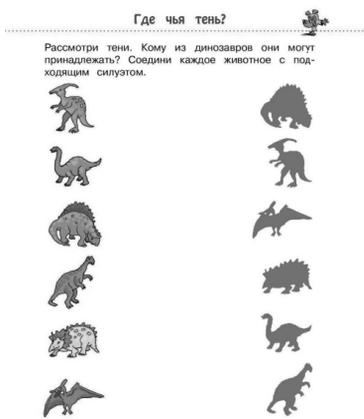 Где чья тень?
Рассмотри тени. Кому из динозавров они могут
принадлежать? Соедини каждое животное с под-
ходящим силуэтом.